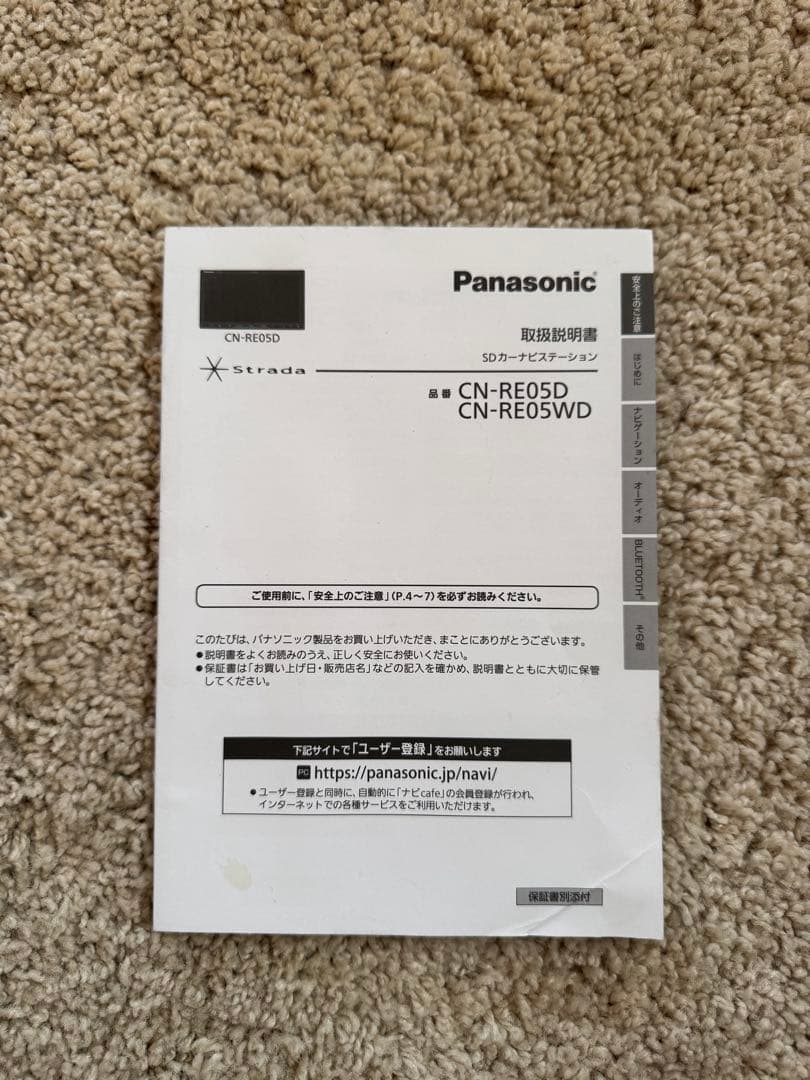 Panasonic
CN-RE05D
取扱説明書
SDカーナビステーション
Strada
品番 CN-RE05D
CN-RE05WD
ご使用前に、「安全上のご注意」(P.4～7)を必ずお読みください。
このたびは、パナソニック製品をお買い上げいただき、まことにありがとうございます。
●説明書をよくお読みのうえ、正しく安全にお使いください。
●保証書は「お買い上げ日・販売店名」などの記入を確かめ、説明書とともに大切に保管
してください。
下記サイトで「ユーザー登録」をお願いします
PC https://panasonic.jp/navi/
●ユーザー登録と同時に、自動的に「ナビcafe」の会員登録が行われ、
インターネットでの各種サービスをご利用いただけます。
保証書別添付
安全上のご注意
はじめに
ナビゲーション
オーディオ
BLUETOOTH®
その他